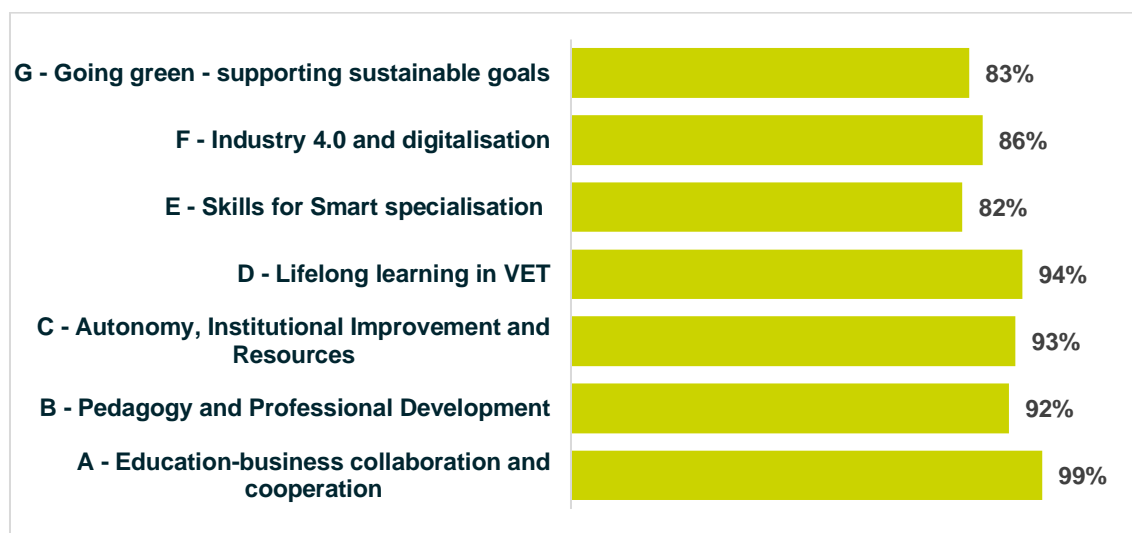 G - Going green - supporting sustainable goals
83%
F - Industry 4.0 and digitalisation
86%
E - Skills for Smart specialisation
82%
D - Lifelong learning in VET
94%
C - Autonomy, Institutional Improvement and
Resources
93%
B - Pedagogy and Professional Development
92%
A - Education-business collaboration and
cooperation
99%